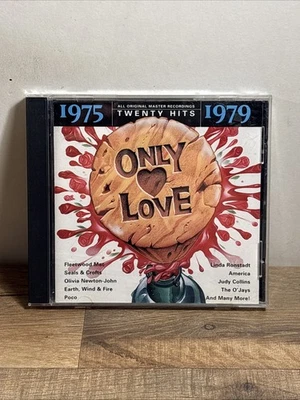 1975
ALL ORIGINAL MASTER RECORDINGS
TWENTY HITS
1979
ONLY
LOVE
Fleetwood Mac
Seals & Crofts
Olivia Newton-John
Earth, Wind & Fire
Poco
Linda Ronstadt
America
Judy Collins
The O'Jays
And Many More!